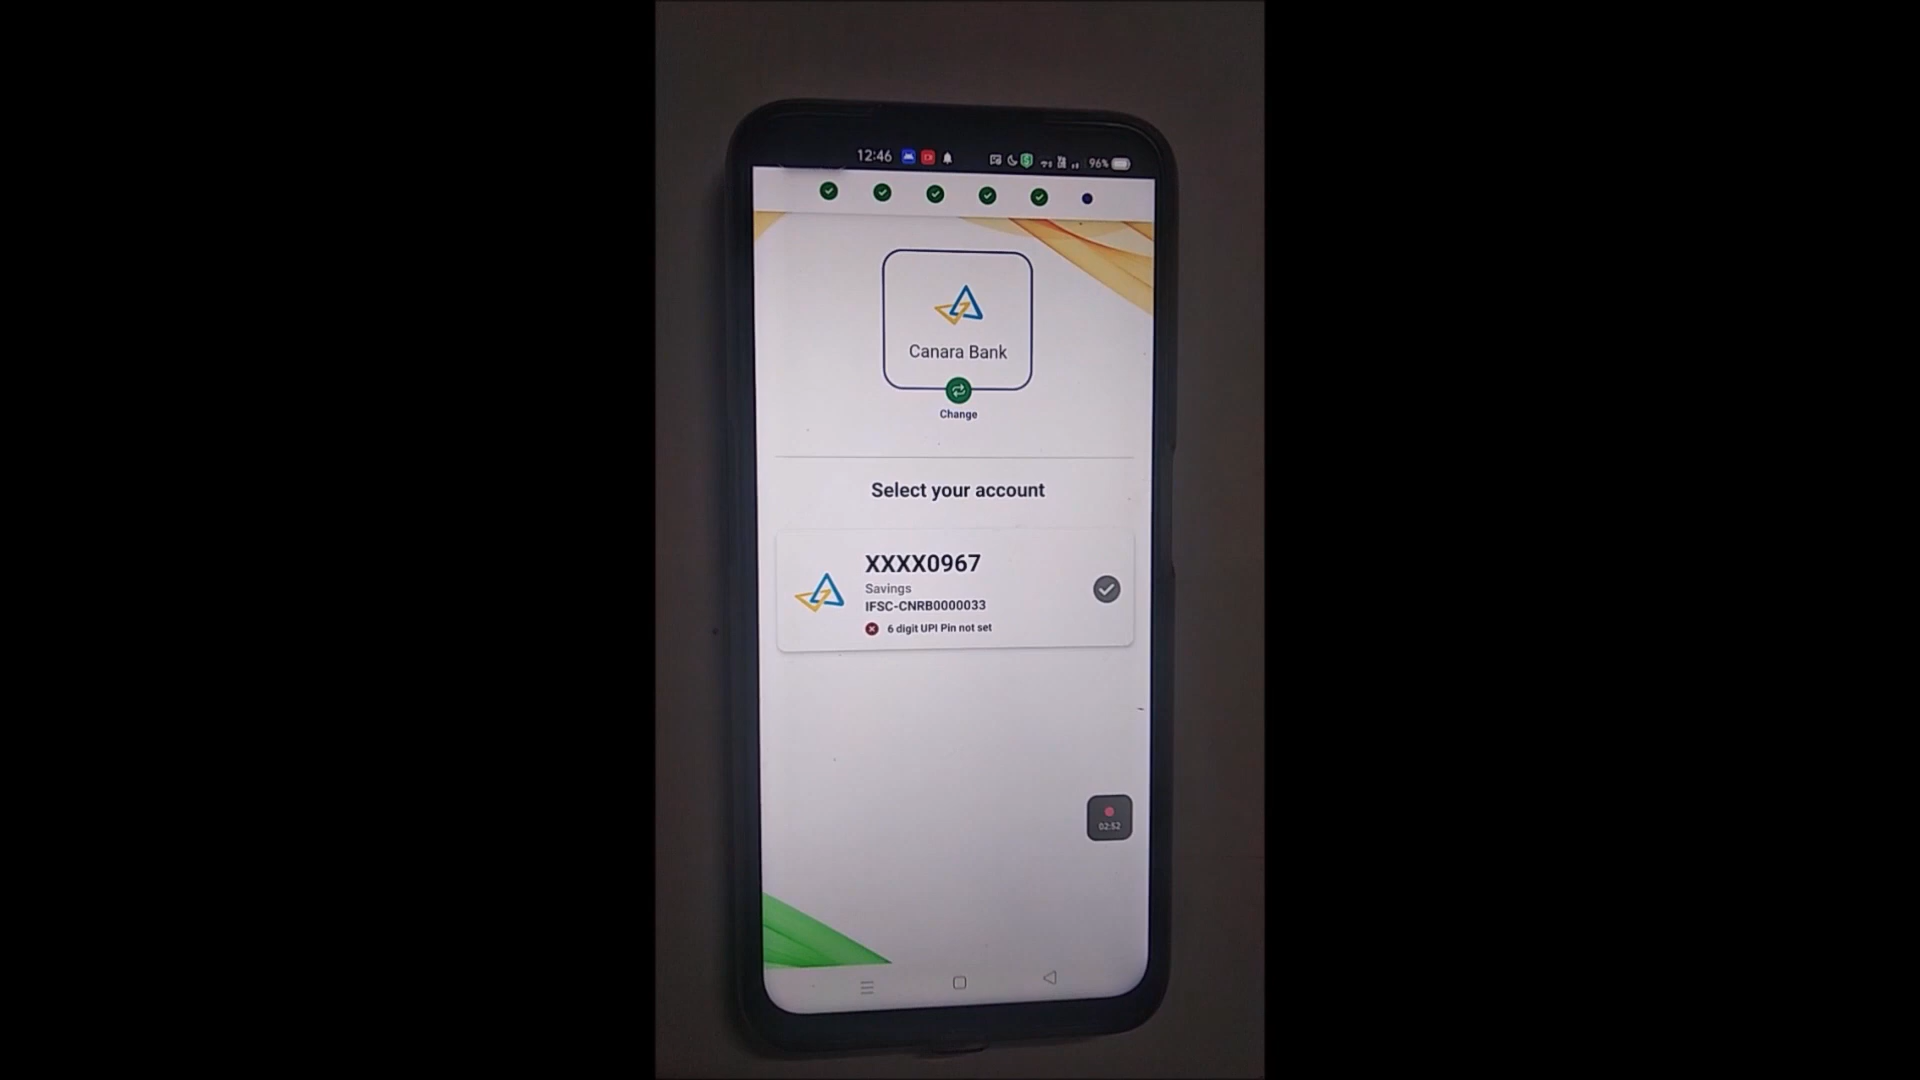 12:46
96%
Canara Bank
Change
Select your account
XXXX0967
Savings
IFSC-CNRB0000033
6 digit UPI Pin not set
02:52